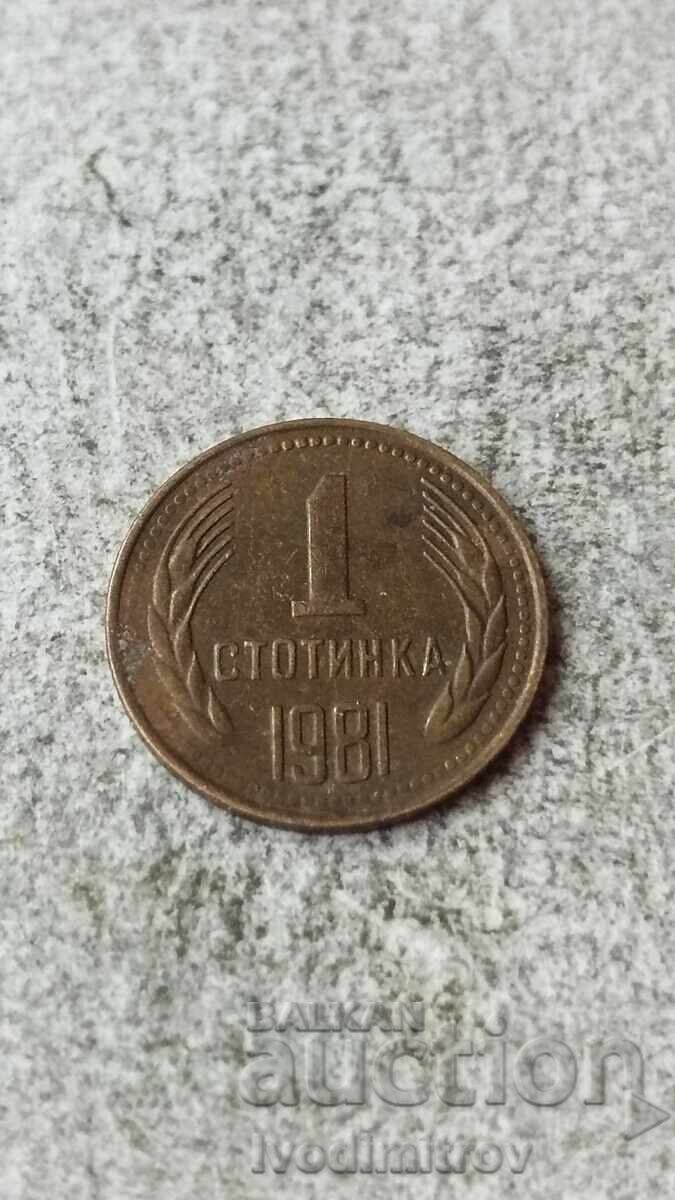 1
СТОТИНКА
1981
BALKAN
auction
Ivodimitrov